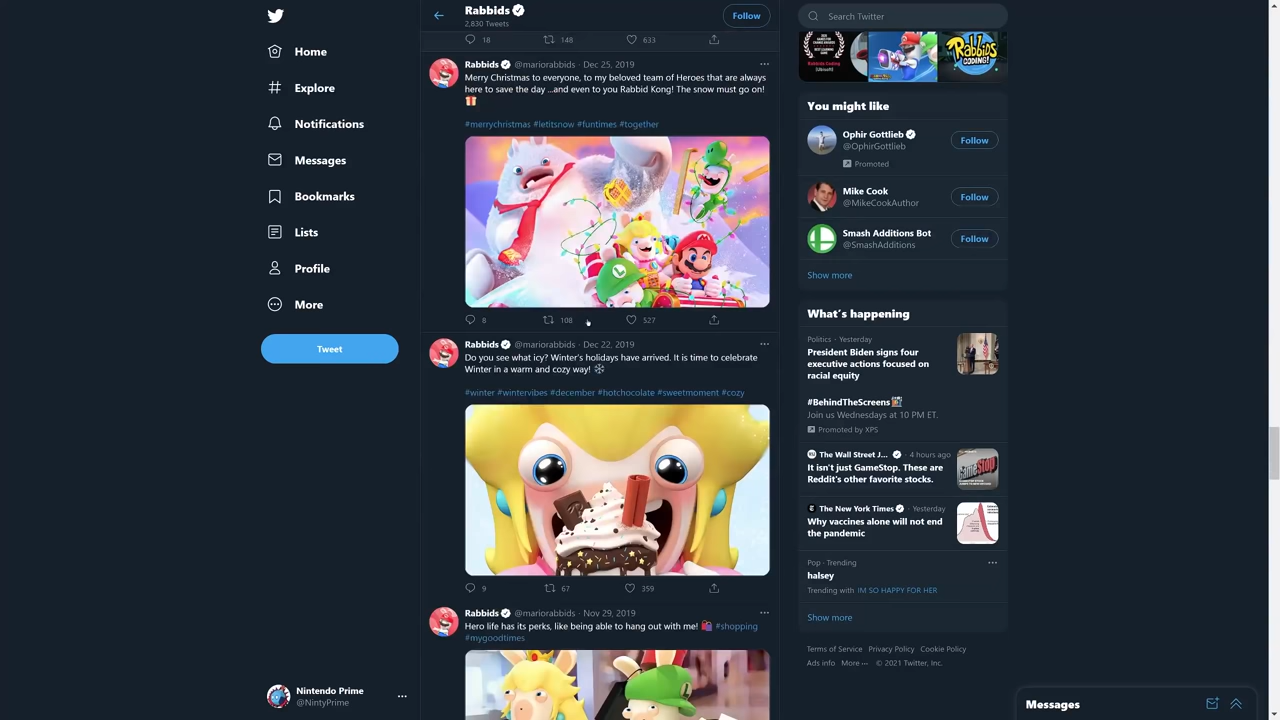 Home
Explore
Notifications
Messages
Bookmarks
Lists
Profile
More
Tweet
Nintendo Prime
@NintyPrime
Rabbids
2,830 Tweets
Follow
18 148 633
Rabbids @mariorabbids · Dec 25, 2019
Merry Christmas to everyone, to my beloved team of Heroes that are always
here to save the day ...and even to you Rabbid Kong! The snow must go on!
#merrychristmas #letitsnow #funtimes #together
8 108 527
Rabbids @mariorabbids · Dec 22, 2019
Do you see what icy? Winter's holidays have arrived. It is time to celebrate
Winter in a warm and cozy way!
#winter #wintervibes #december #hotchocolate #sweetmoment #cozy
9 67 359
Rabbids @mariorabbids · Nov 29, 2019
Hero life has its perks, like being able to hang out with me! #shopping
#mygoodtimes
Search Twitter
Rabbids CODING!
You might like
Ophir Gottlieb
@OphirGottlieb
Promoted
Follow
Mike Cook
@MikeCookAuthor
Follow
Smash Additions Bot
@SmashAdditions
Follow
Show more
What's happening
Politics · Yesterday
President Biden signs four
executive actions focused on
racial equity
#BehindTheScreens
Join us Wednesdays at 10 PM ET.
Promoted by XPS
The Wall Street J... · 4 hours ago
It isn't just GameStop. These are
Reddit's other favorite stocks.
GameStop
The New York Times · Yesterday
Why vaccines alone will not end
the pandemic
Pop · Trending
halsey
Trending with IM SO HAPPY FOR HER
Show more
Terms of Service Privacy Policy Cookie Policy
Ads info More ··· © 2021 Twitter, Inc.
Messages